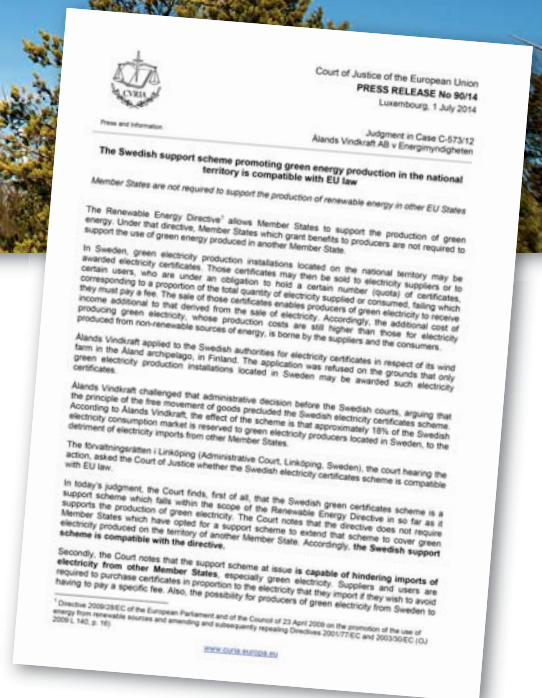 CVRIA
Court of Justice of the European Union
PRESS RELEASE No 90/14
Luxembourg, 1 July 2014
Press and Information
Judgment in Case C-573/12
Ålands Vindkraft AB v Energimyndigheten
The Swedish support scheme promoting green energy production in the national
territory is compatible with EU law
Member States are not required to support the production of renewable energy in other EU States
The Renewable Energy Directive¹ allows Member States to support the production of green
energy. Under that directive, Member States which grant benefits to producers are not required to
support the use of green energy produced in another Member State.
In Sweden, green electricity production installations located on the national territory may be
awarded electricity certificates. Those certificates may then be sold to electricity suppliers or to
certain users, who are under an obligation to hold a certain number (quota) of certificates,
corresponding to a proportion of the total quantity of electricity supplied or consumed, failing which
they must pay a fee. The sale of those certificates enables producers of green electricity to receive
income additional to that derived from the sale of electricity. Accordingly, the additional cost of
producing green electricity, whose production costs are still higher than those for electricity
produced from non-renewable sources of energy, is borne by the suppliers and the consumers.
Ålands Vindkraft applied to the Swedish authorities for electricity certificates in respect of its wind
farm in the Åland archipelago, in Finland. The application was refused on the grounds that only
green electricity production installations located in Sweden may be awarded such electricity
certificates.
Ålands Vindkraft challenged that administrative decision before the Swedish courts, arguing that
the principle of the free movement of goods precluded the Swedish electricity certificates scheme.
According to Ålands Vindkraft, the effect of the scheme is that approximately 18% of the Swedish
electricity consumption market is reserved to green electricity producers located in Sweden, to the
detriment of electricity imports from other Member States.
The förvaltningsrätten i Linköping (Administrative Court, Linköping, Sweden), the court hearing the
action, asked the Court of Justice whether the Swedish electricity certificates scheme is compatible
with EU law.
In today's judgment, the Court finds, first of all, that the Swedish green certificates scheme is a
support scheme which falls within the scope of the Renewable Energy Directive in so far as it
supports the production of green electricity. The Court notes that the directive does not require
Member States which have opted for a support scheme to extend that scheme to cover green
electricity produced on the territory of another Member State. Accordingly, the Swedish support
scheme is compatible with the directive.
Secondly, the Court notes that the support scheme at issue is capable of hindering imports of
electricity from other Member States, especially green electricity. Suppliers and users are
required to purchase certificates in proportion to the electricity that they import if they wish to avoid
having to pay a specific fee. Also, the possibility for producers of green electricity from Sweden to
¹ Directive 2009/28/EC of the European Parliament and of the Council of 23 April 2009 on the promotion of the use of
energy from renewable sources and amending and subsequently repealing Directives 2001/77/EC and 2003/30/EC (OJ
2009 L 140, p. 16)
www.curia.europa.eu